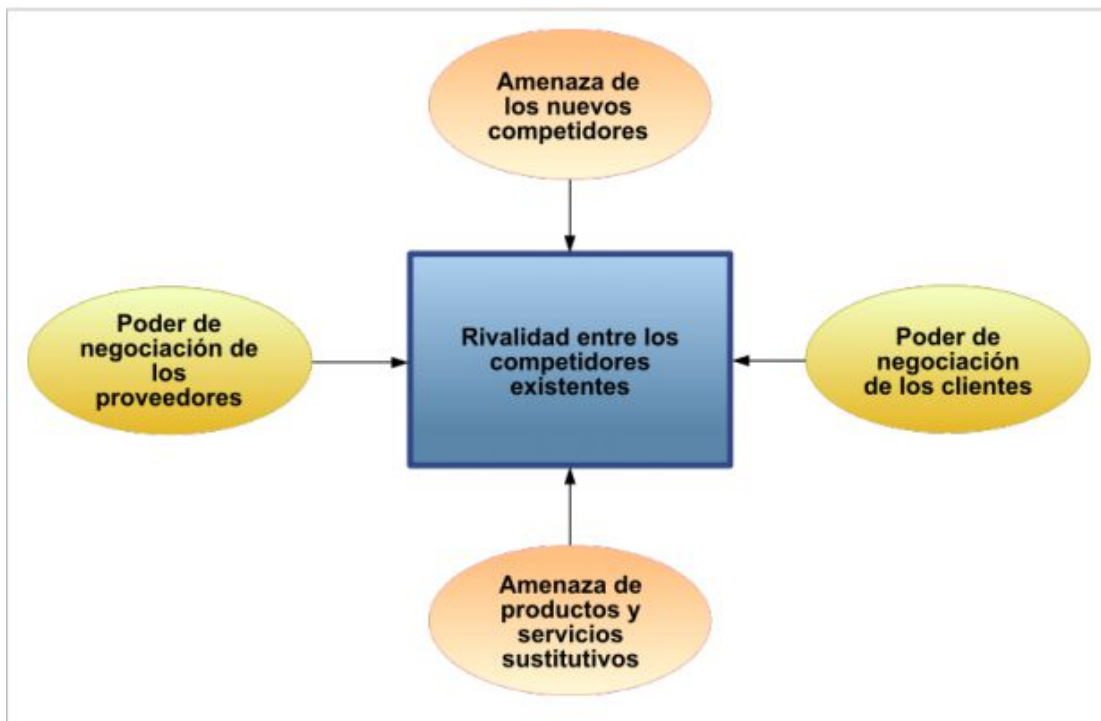 Amenaza de
los nuevos
competidores
Poder de
negociación de
los
proveedores
Rivalidad entre los
competidores
existentes
Poder de
negociación
de los clientes
Amenaza de
productos y
servicios
sustitutivos